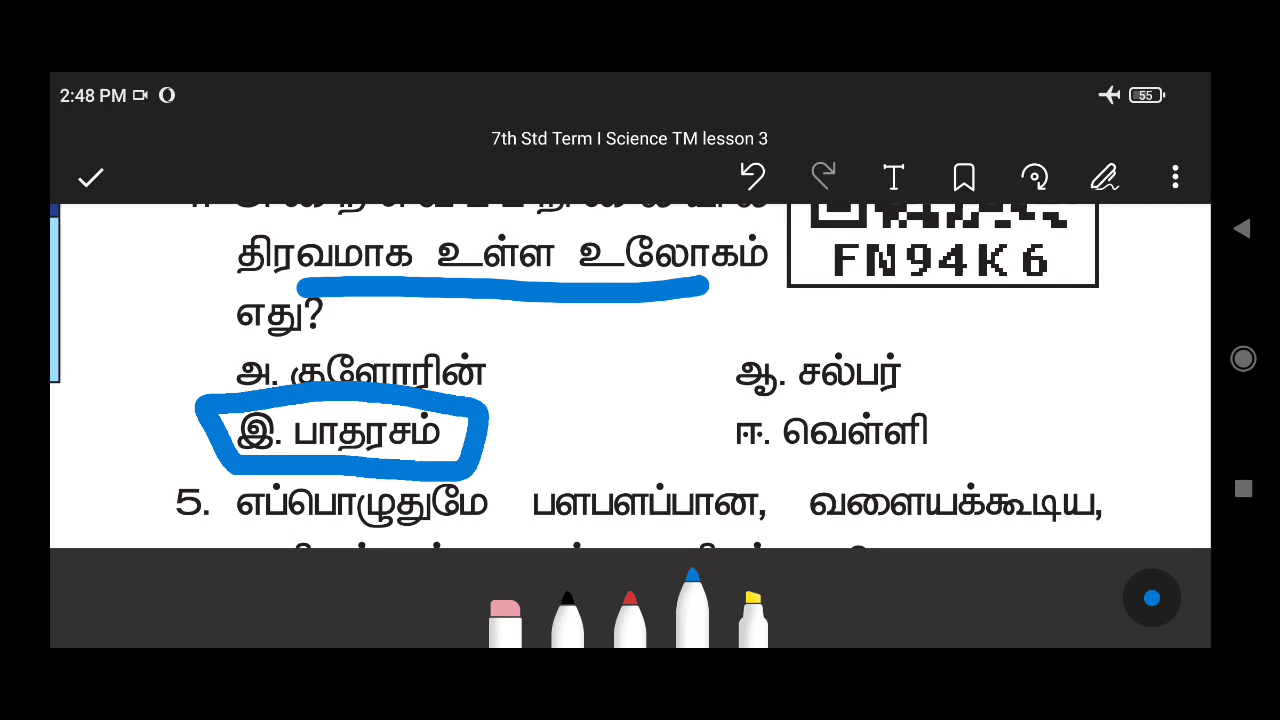 2:48 PM
55
7th Std Term I Science TM lesson 3
திரவமாக உள்ள உலோகம்
FN94K6
எது?
அ. குளோரின் ஆ. சல்பர்
இ. பாதரசம் ஈ. வெள்ளி
5. எப்பொழுதுமே பளபளப்பான, வளையக்கூடிய,